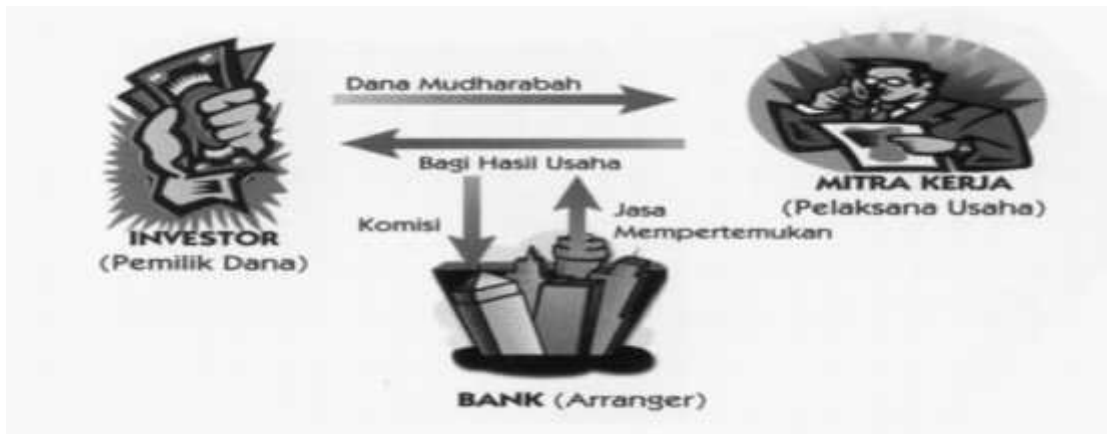 Dana Mudharabah
Bagi Hasil Usaha
MITRA KERJA
(Pelaksana Usaha)
Komisi
Jasa
Mempertemukan
INVESTOR
(Pemilik Dana)
BANK (Arranger)